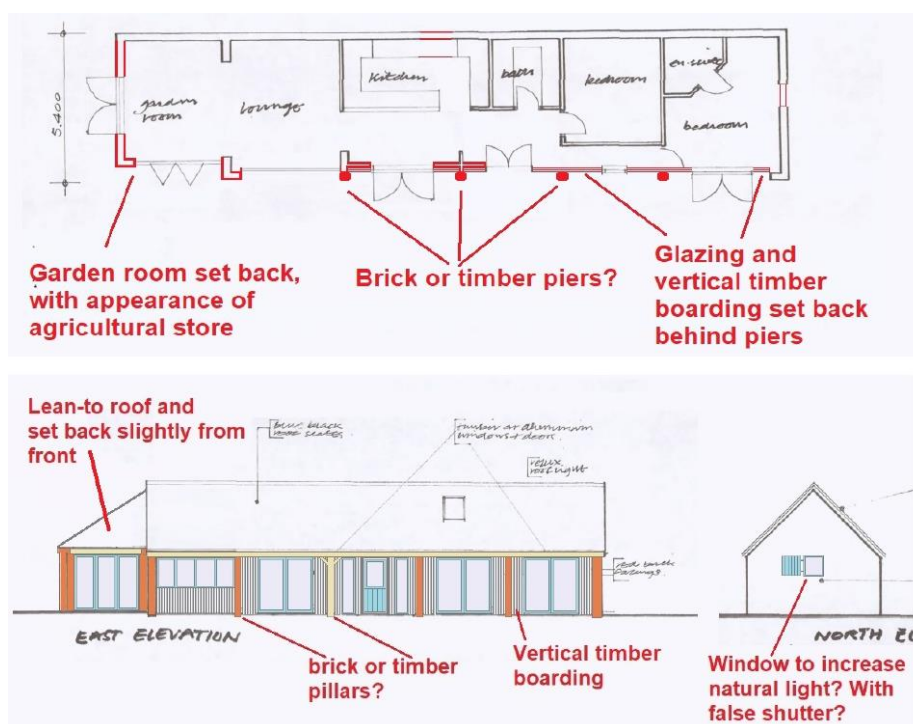 5.400
garden
room
lounge
kitchen
bath
bedroom
en-suite
bedroom
Garden room set back,
with appearance of
agricultural store
Brick or timber piers?
Glazing and
vertical timber
boarding set back
behind piers
Lean-to roof and
set back slightly from
front
blue black
roof slates
timber or aluminium
windows + doors
velux
roof light
red brick
facings
EAST ELEVATION
brick or timber
pillars?
Vertical timber
boarding
NORTH
Window to increase
natural light? With
false shutter?